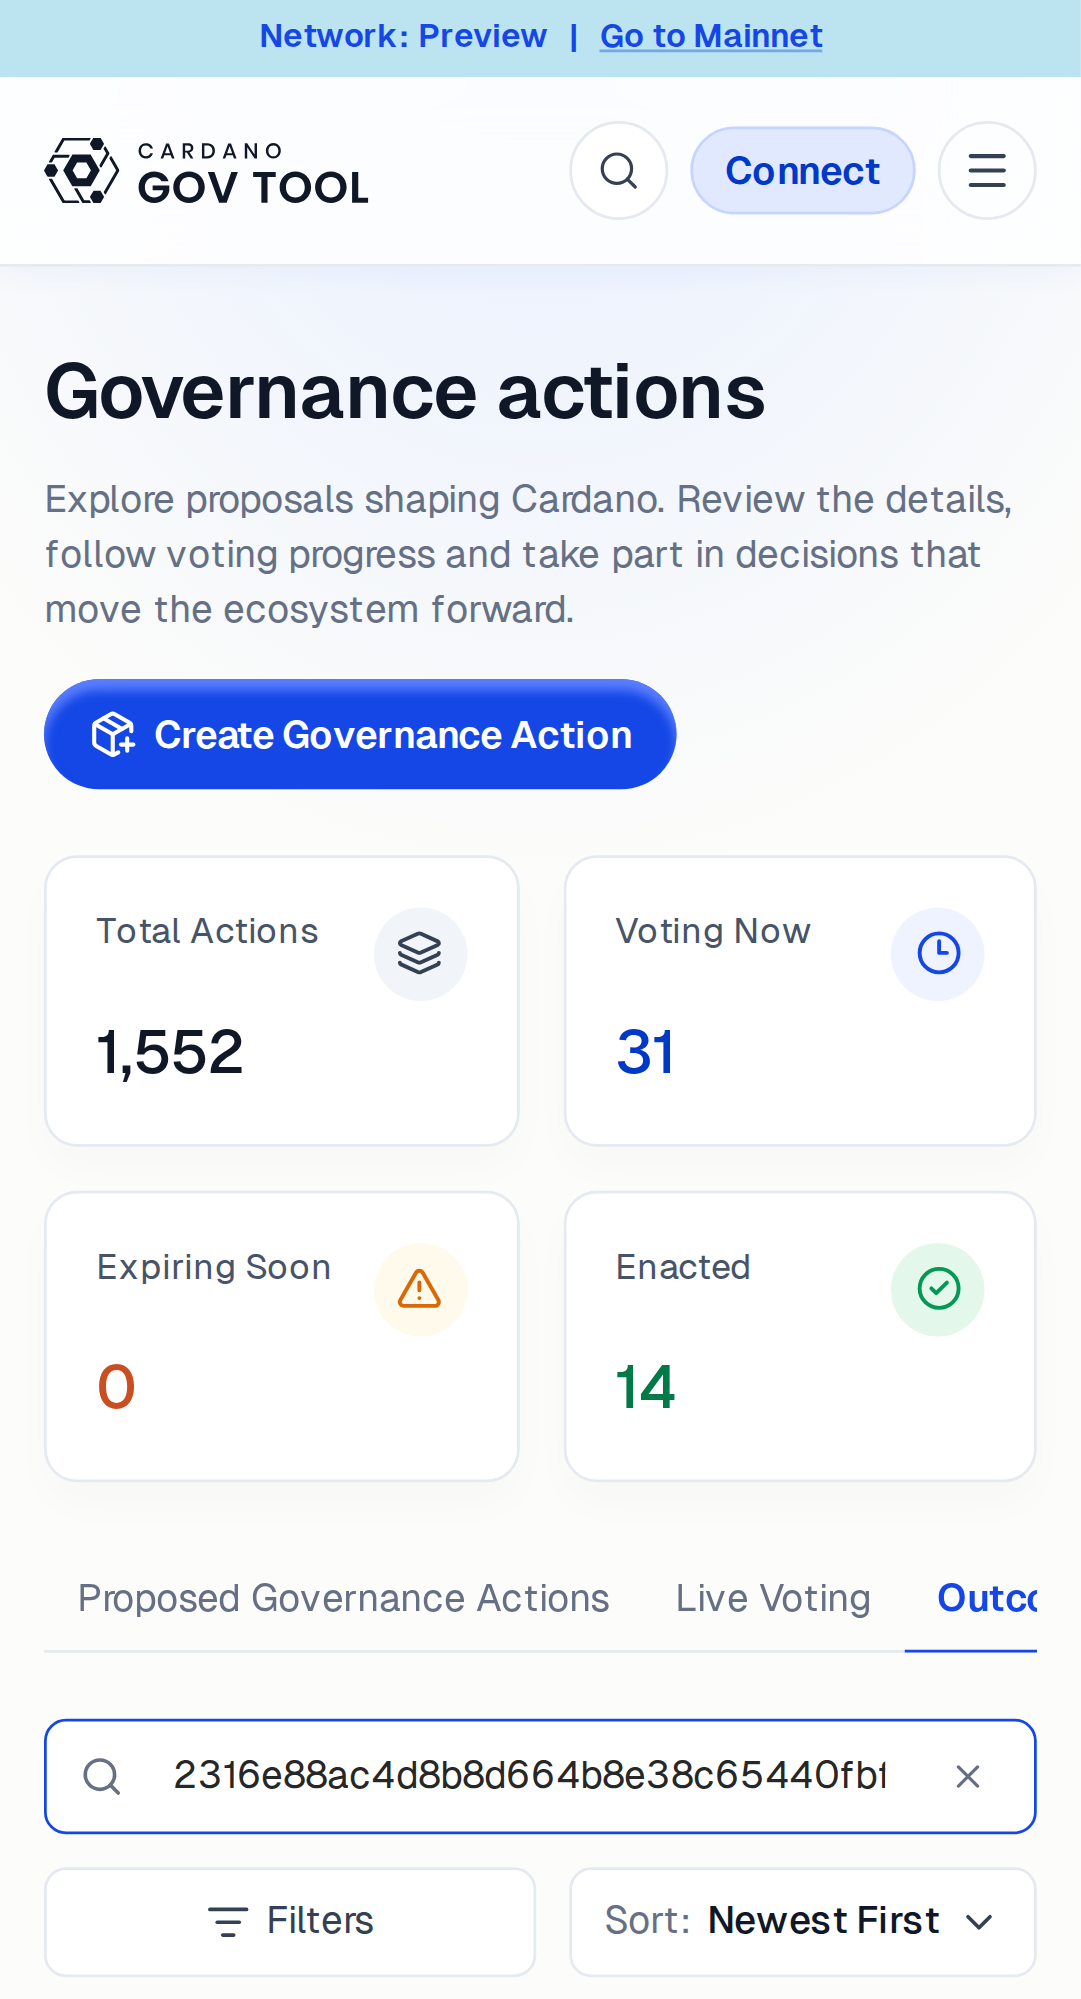 Network: Preview | Go to Mainnet
CARDANO
GOV TOOL
Connect
Governance actions
Explore proposals shaping Cardano. Review the details,
follow voting progress and take part in decisions that
move the ecosystem forward.
Create Governance Action
Total Actions
1,552
Voting Now
31
Expiring Soon
0
Enacted
14
Proposed Governance Actions Live Voting
2316e88ac4d8b8d664b8e38c65440fb
Filters
Sort: Newest First